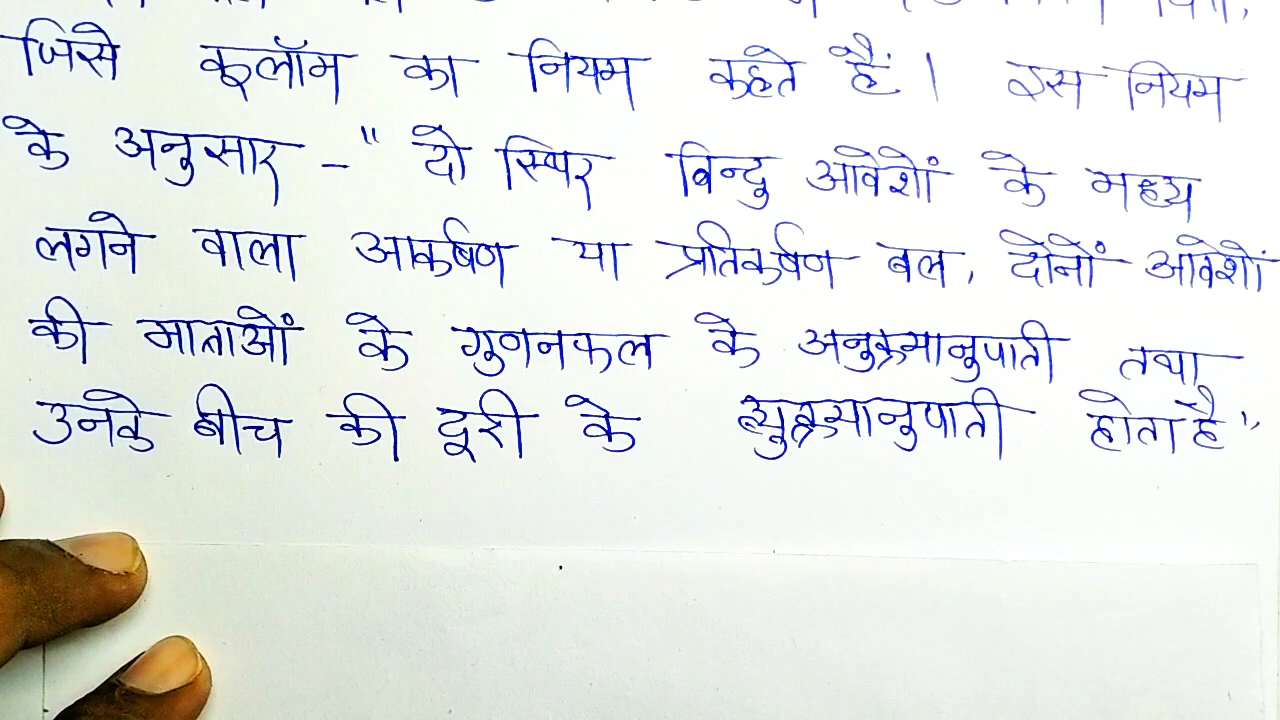 जिसे कूलॉम का नियम कहते हैं। इस नियम
के अनुसार - " दो स्थिर बिन्दु आवेशों के मध्य
लगने वाला आकर्षण या प्रतिकर्षण बल, दोनों आवेशों
की मात्राओं के गुणनफल के अनुक्रमानुपाती तथा
उनके बीच की दूरी के व्युत्क्रमानुपाती होता है"